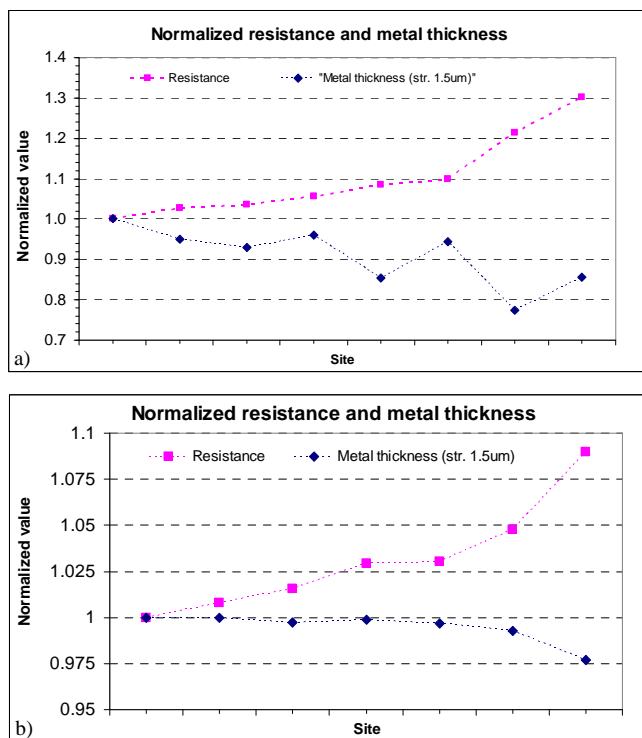 Normalized resistance and metal thickness
1.4
Resistance "Metal thickness (str. 1.5um)"
1.3
1.2
1.1
1.0
0.9
0.8
0.7
Normalized value
Site
a)
Normalized resistance and metal thickness
1.1
Resistance Metal thickness (str. 1.5um)
1.075
1.05
1.025
1
0.975
0.95
Normalized value
Site
b)